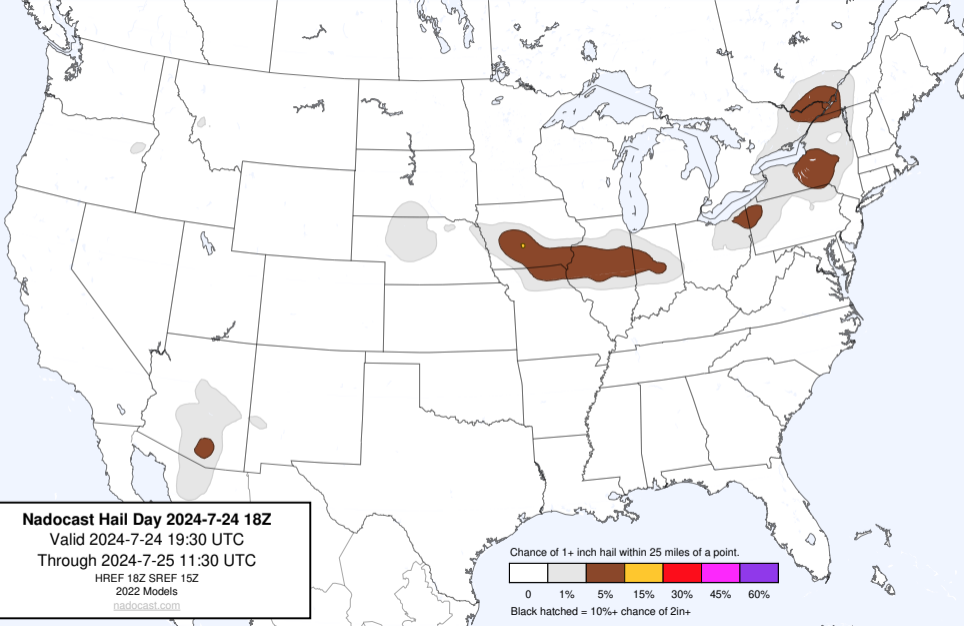 Nadocast Hail Day 2024-7-24 18Z
Valid 2024-7-24 19:30 UTC
Through 2024-7-25 11:30 UTC
HREF 18Z SREF 15Z
2022 Models
nadocast.com
Chance of 1+ inch hail within 25 miles of a point.
0 1% 5% 15% 30% 45% 60%
Black hatched = 10%+ chance of 2in+